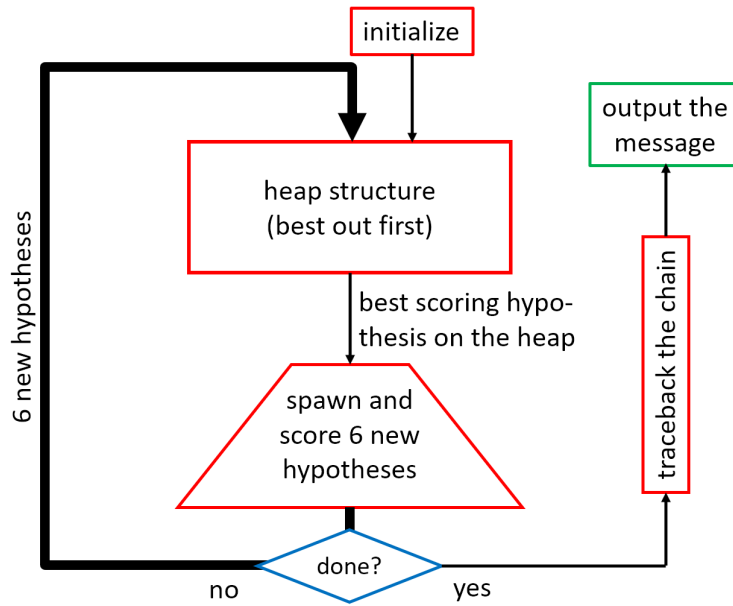 initialize
output the
message
heap structure
(best out first)
6 new hypotheses
best scoring hypo-
thesis on the heap
traceback the chain
spawn and
score 6 new
hypotheses
done?
no
yes